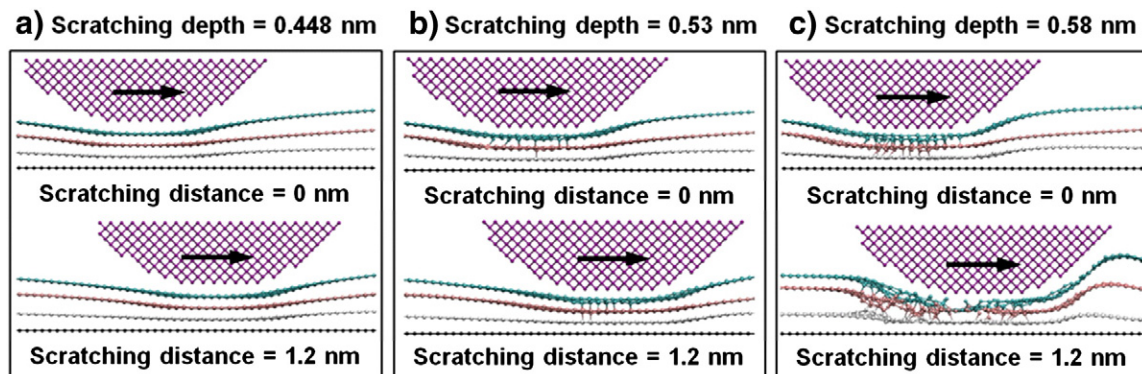 a) Scratching depth = 0.448 nm
Scratching distance = 0 nm
Scratching distance = 1.2 nm
b) Scratching depth = 0.53 nm
Scratching distance = 0 nm
Scratching distance = 1.2 nm
c) Scratching depth = 0.58 nm
Scratching distance = 0 nm
Scratching distance = 1.2 nm